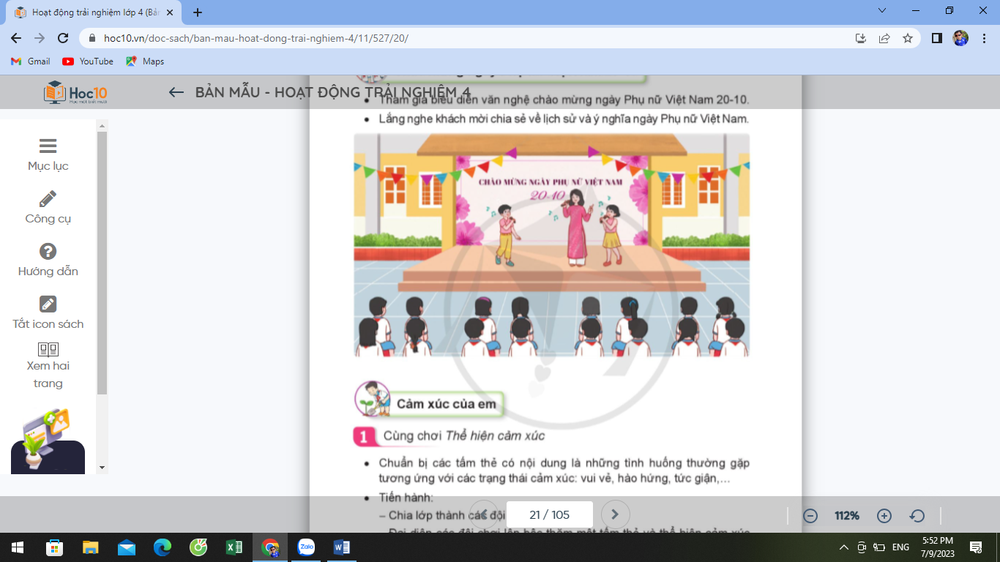 Hoạt động trải nghiệm lớp 4 (Bản
hoc10.vn/doc-sach/ban-mau-hoat-dong-trai-nghiem-4/11/527/20/
Gmail YouTube Maps
Hoc10
Học một biết mười
BẢN MẪU - HOẠT ĐỘNG TRẢI NGHIỆM 4
Mục lục
Công cụ
Hướng dẫn
Tắt icon sách
Xem hai
trang
• Tham gia biểu diễn văn nghệ chào mừng ngày Phụ nữ Việt Nam 20-10.
• Lắng nghe khách mời chia sẻ về lịch sử và ý nghĩa ngày Phụ nữ Việt Nam.
CHÀO MỪNG NGÀY PHỤ NỮ VIỆT NAM
20-10
Cảm xúc của em
1 Cùng chơi Thể hiện cảm xúc
• Chuẩn bị các tấm thẻ có nội dung là những tình huống thường gặp
tương ứng với các trạng thái cảm xúc: vui vẻ, hào hứng, tức giận,...
• Tiến hành:
– Chia lớp thành các đội
– Đại diện các đội chơi lên bốc thăm một tấm thẻ và thể hiện cảm xúc
21 / 105
112%
Zalo
ENG
5:52 PM
7/9/2023